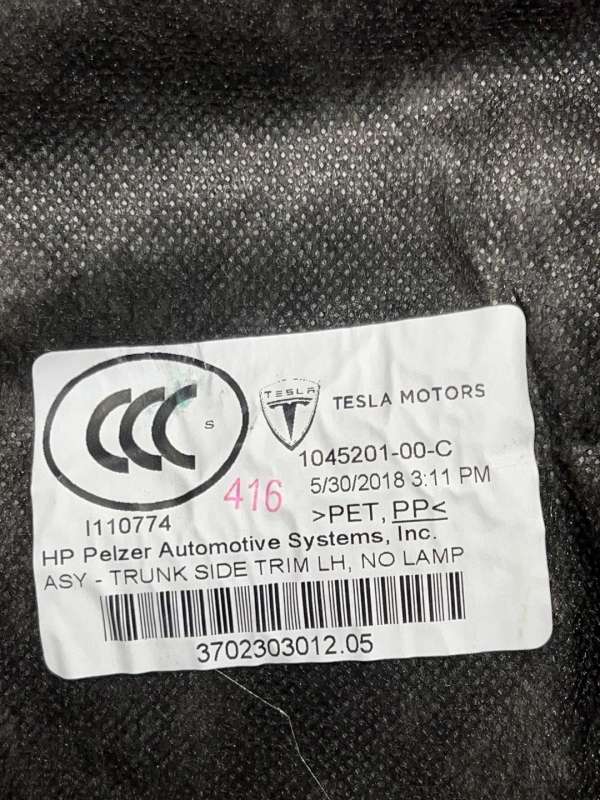 CCC S
TESLA
TESLA MOTORS
1045201-00-C
416
5/30/2018 3:11 PM
I110774
>PET, PP<
HP Pelzer Automotive Systems, Inc.
ASY - TRUNK SIDE TRIM LH, NO LAMP
3702303012.05